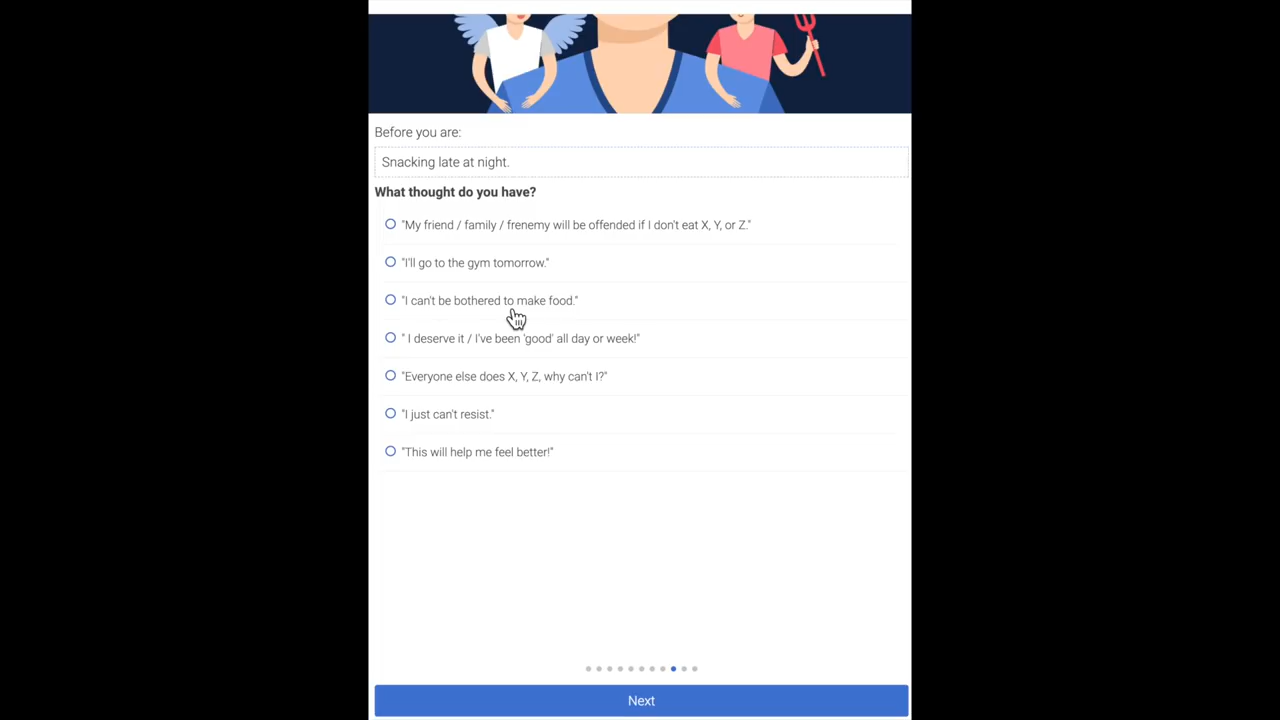 Before you are:
Snacking late at night.
What thought do you have?
"My friend / family / frenemy will be offended if I don't eat X, Y, or Z."
"I'll go to the gym tomorrow."
"I can't be bothered to make food."
" I deserve it / I've been 'good' all day or week!"
"Everyone else does X, Y, Z, why can't I?"
"I just can't resist."
"This will help me feel better!"
Next